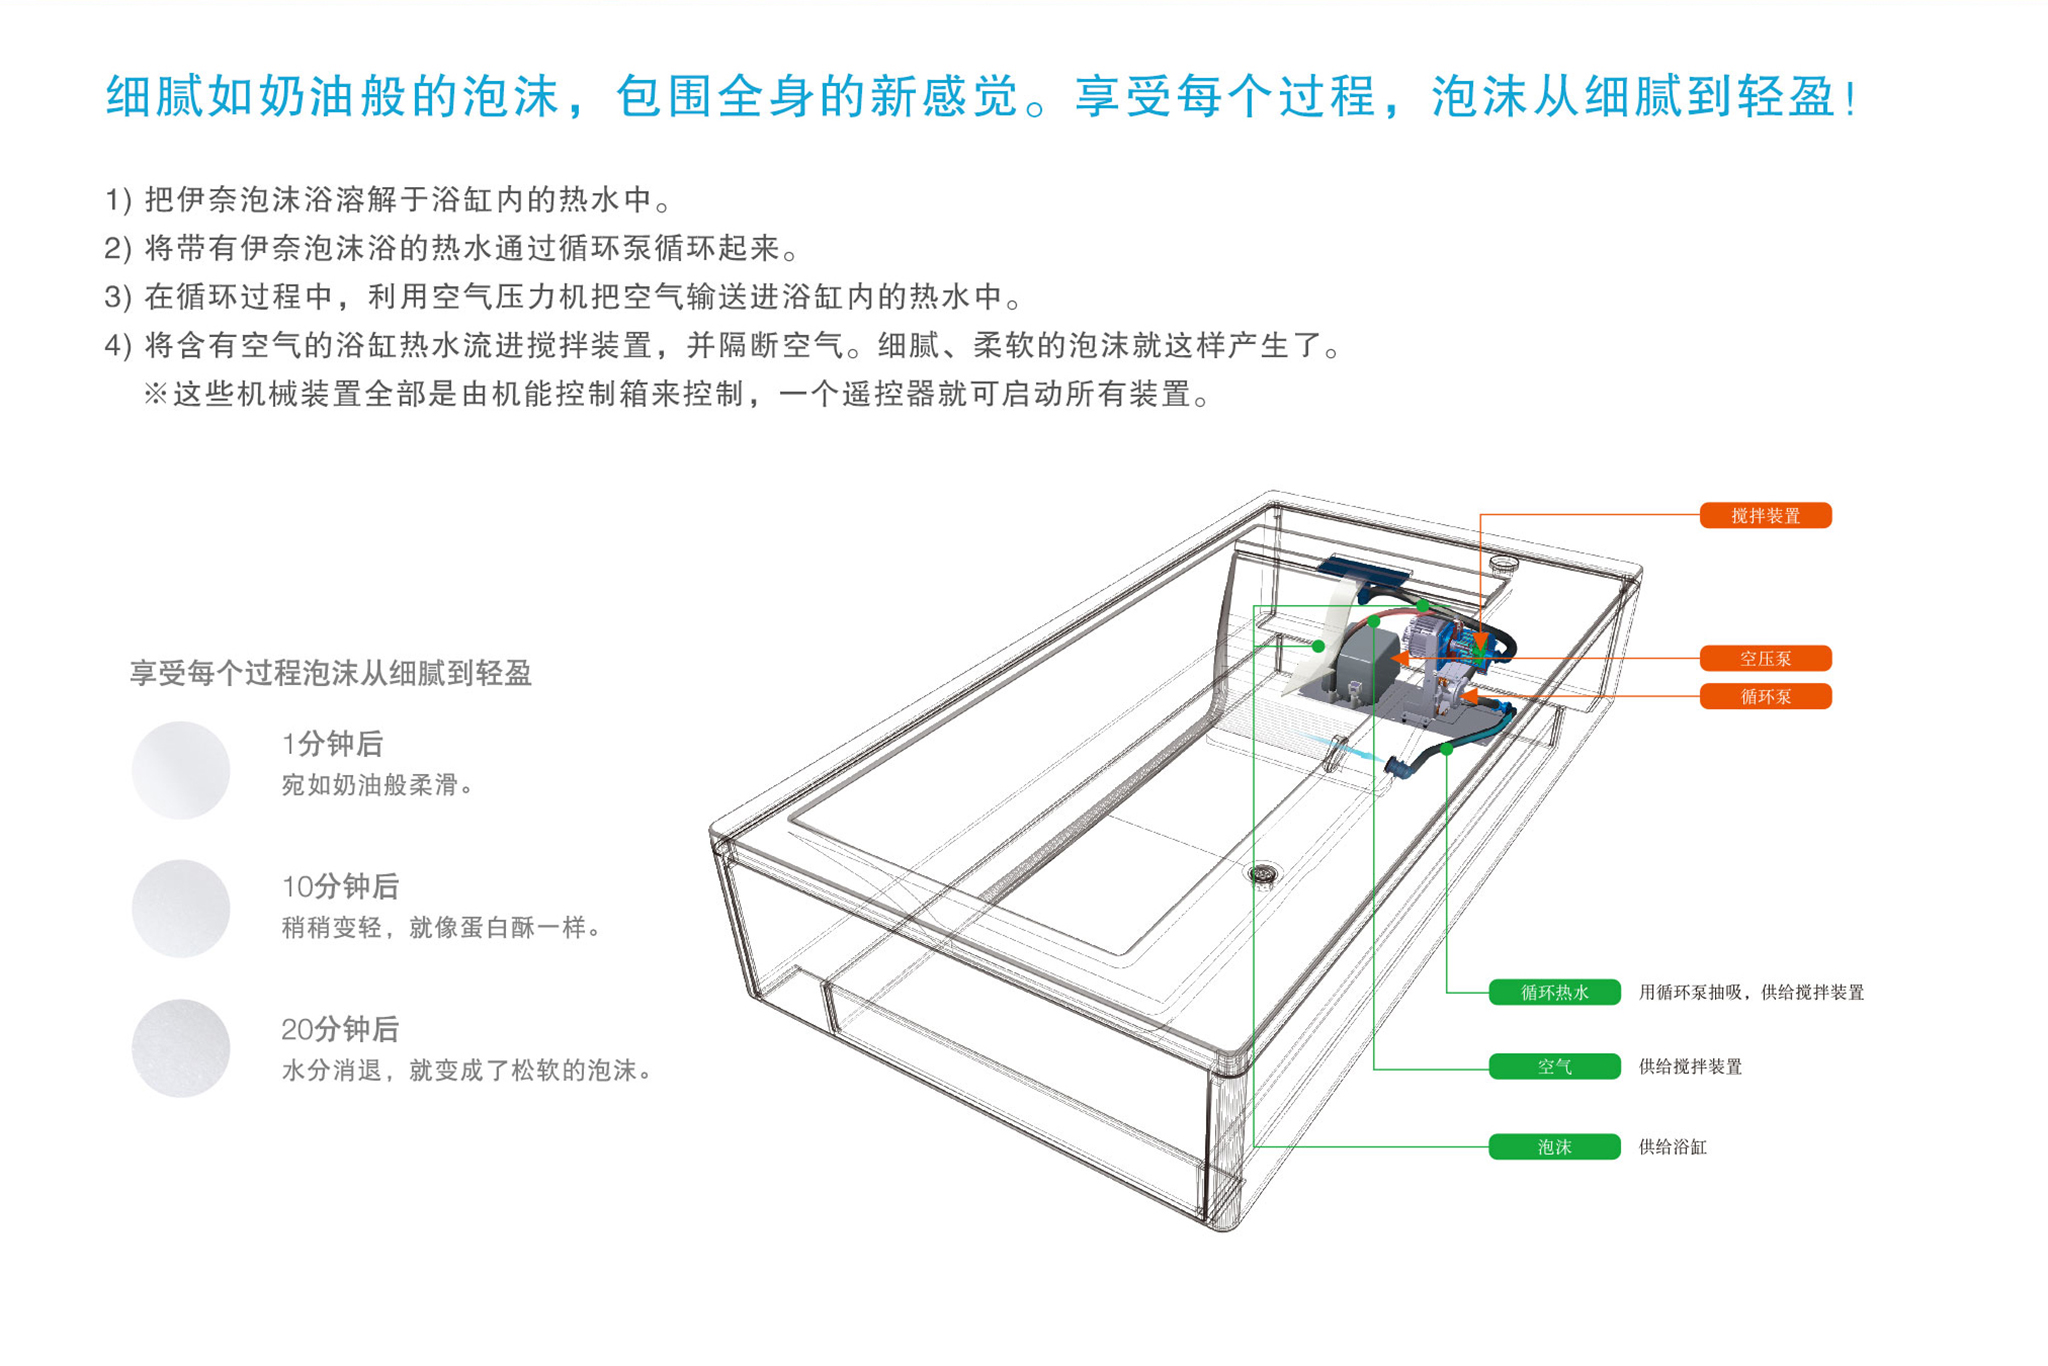 细腻如奶油般的泡沫，包围全身的新感觉。享受每个过程，泡沫从细腻到轻盈！
1) 把伊奈泡沫浴溶解于浴缸内的热水中。
2) 将带有伊奈泡沫浴的热水通过循环泵循环起来。
3) 在循环过程中，利用空气压力机把空气输送进浴缸内的热水中。
4) 将含有空气的浴缸热水流进搅拌装置，并隔断空气。细腻、柔软的泡沫就这样产生了。
※这些机械装置全部是由机能控制箱来控制，一个遥控器就可启动所有装置。
享受每个过程泡沫从细腻到轻盈
1分钟后
宛如奶油般柔滑。
10分钟后
稍稍变轻，就像蛋白酥一样。
20分钟后
水分消退，就变成了松软的泡沫。
搅拌装置
空压泵
循环泵
循环热水 用循环泵抽吸，供给搅拌装置
空气 供给搅拌装置
泡沫 供给浴缸